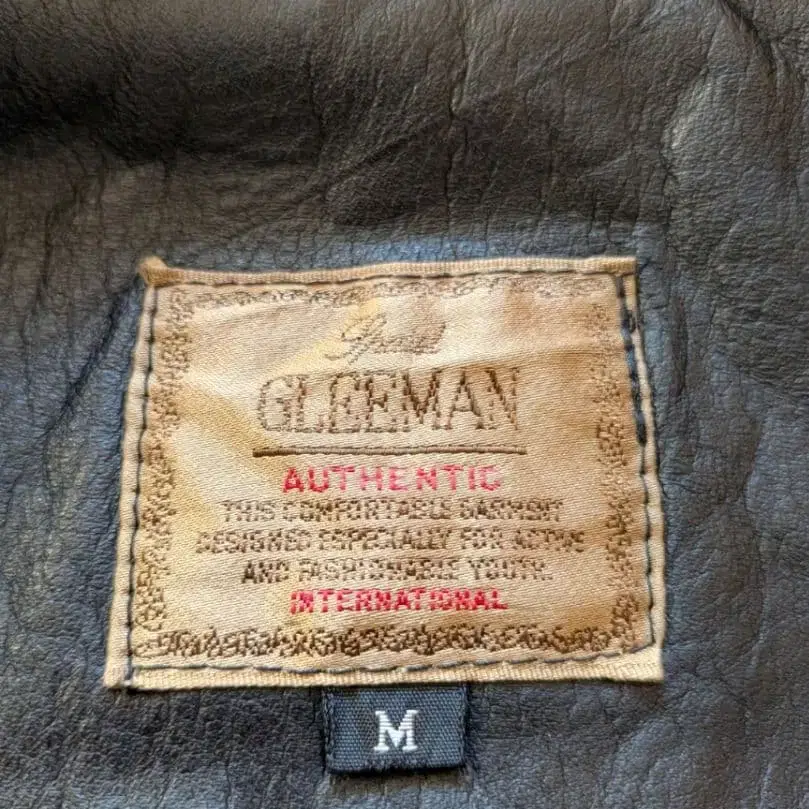 GLEEMAN
AUTHENTIC
THIS COMFORTABLE GARMENT
DESIGNED ESPECIALLY FOR ACTIVE
AND FASHIONABLE YOUTH.
INTERNATIONAL
M